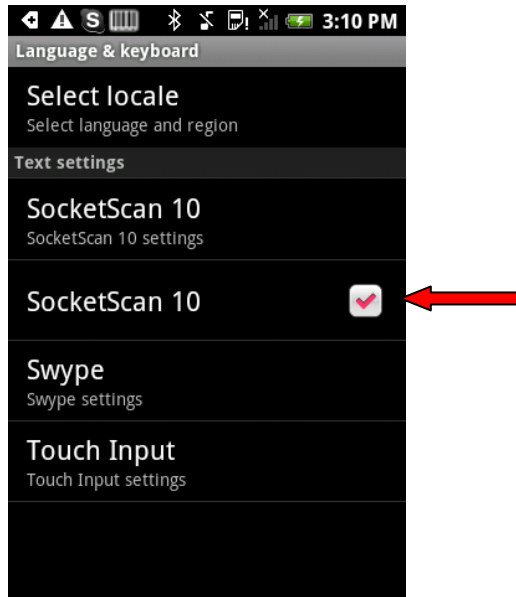 S 3:10 PM
Language & keyboard
Select locale
Select language and region
Text settings
SocketScan 10
SocketScan 10 settings
SocketScan 10
Swype
Swype settings
Touch Input
Touch Input settings